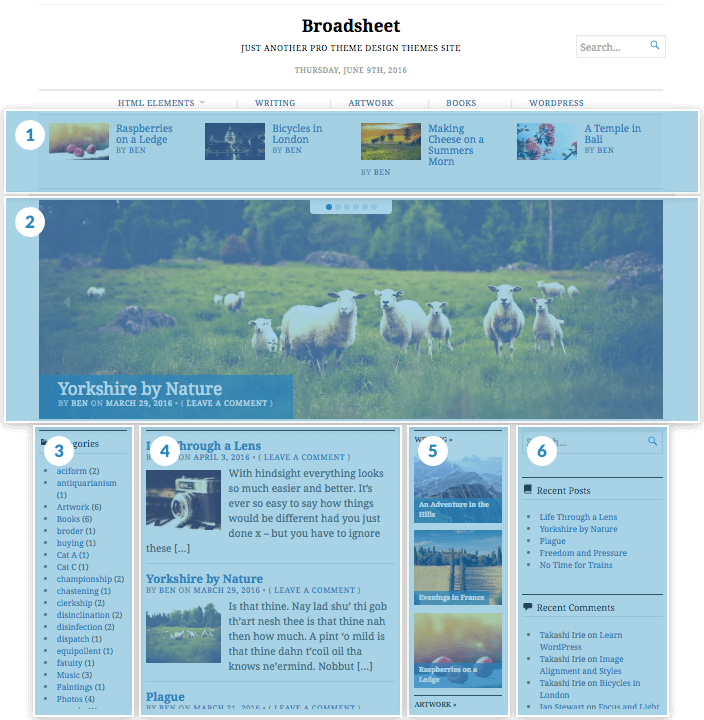 Broadsheet
JUST ANOTHER PRO THEME DESIGN THEMES SITE
Search...
THURSDAY, JUNE 9TH, 2016
HTML ELEMENTS
WRITING
ARTWORK
BOOKS
WORDPRESS
1
Raspberries
on a Ledge
BY BEN
Bicycles in
London
BY BEN
Making
Cheese on a
Summers
Morn
BY BEN
A Temple in
Bali
BY BEN
2
Yorkshire by Nature
BY BEN ON MARCH 29, 2016 • ( LEAVE A COMMENT )
3
aciform (2)
antiquarianism
(1)
Artwork (6)
Books (6)
broder (1)
buying (1)
Cat A (1)
Cat C (1)
championship (2)
chastening (1)
clerkship (2)
disinclination (2)
disinfection (2)
dispatch (1)
equipollent (1)
fatuity (1)
Music (3)
Paintings (1)
Photos (4)
4
Through a Lens
ON APRIL 3, 2016 • ( LEAVE A COMMENT )
With hindsight everything looks
so much easier and better. It's
ever so easy to say how things
would be different had you just
done x – but you have to ignore
these [...]
Yorkshire by Nature
BY BEN ON MARCH 29, 2016 • ( LEAVE A COMMENT )
Is that thine. Nay lad shu' thi gob
th'art nesh thee is that thine nah
then how much. A pint 'o mild is
that thine dahn t'coil oil tha
knows ne'ermind. Nobbut [...]
Plague
BY BEN ON MARCH 21, 2016 • ( LEAVE A COMMENT )
5
An Adventure in the
Hills
Evenings in France
Raspberries on a
Ledge
ARTWORK »
6
Recent Posts
Life Through a Lens
Yorkshire by Nature
Plague
Freedom and Pressure
No Time for Trains
Recent Comments
Takashi Irie on Learn
WordPress
Takashi Irie on Image
Alignment and Styles
Takashi Irie on Bicycles in
London
Ian Stewart on Focus and Light